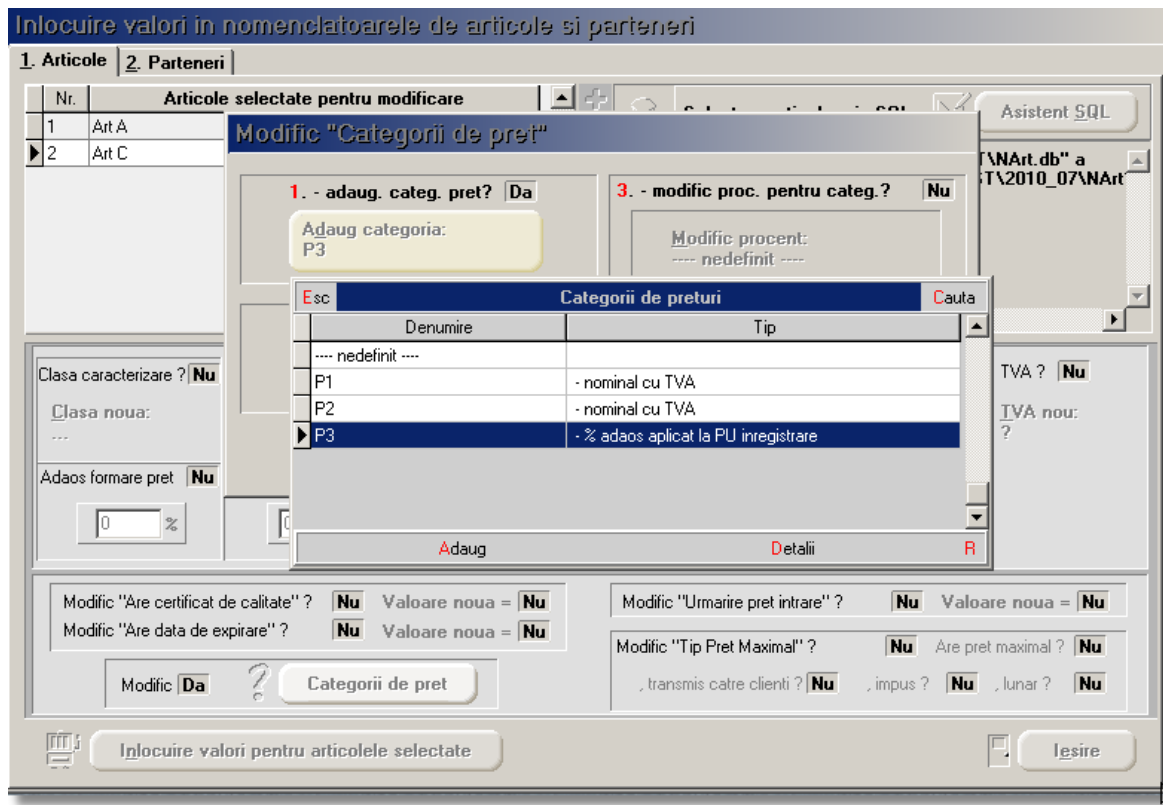 Inlocuire valori in nomenclatoarele de articole si parteneri
1. Articole 2. Parteneri
Nr. Articole selectate pentru modificare
Asistent SQL
1 Art A
2 Art C
T\NArt.db" a
T\2010_07\NArt
Modific "Categorii de pret"
1. - adaug. categ. pret? Da
3. - modific proc. pentru categ.? Nu
Adaug categoria:
P3
Modific procent:
---- nedefinit ----
Esc Categorii de preturi Cauta
Denumire Tip
---- nedefinit ----
P1 - nominal cu TVA
P2 - nominal cu TVA
P3 - % adaos aplicat la PU inregistrare
Adaug Detalii R
Clasa caracterizare ? Nu
Clasa noua:
---
TVA ? Nu
TVA nou:
?
Adaos formare pret Nu
0 %
Modific "Are certificat de calitate" ? Nu Valoare noua = Nu
Modific "Are data de expirare" ? Nu Valoare noua = Nu
Modific Da ? Categorii de pret
Modific "Urmarire pret intrare" ? Nu Valoare noua = Nu
Modific "Tip Pret Maximal" ? Nu Are pret maximal ? Nu
, transmis catre clienti ? Nu , impus ? Nu , lunar ? Nu
Inlocuire valori pentru articolele selectate
Iesire